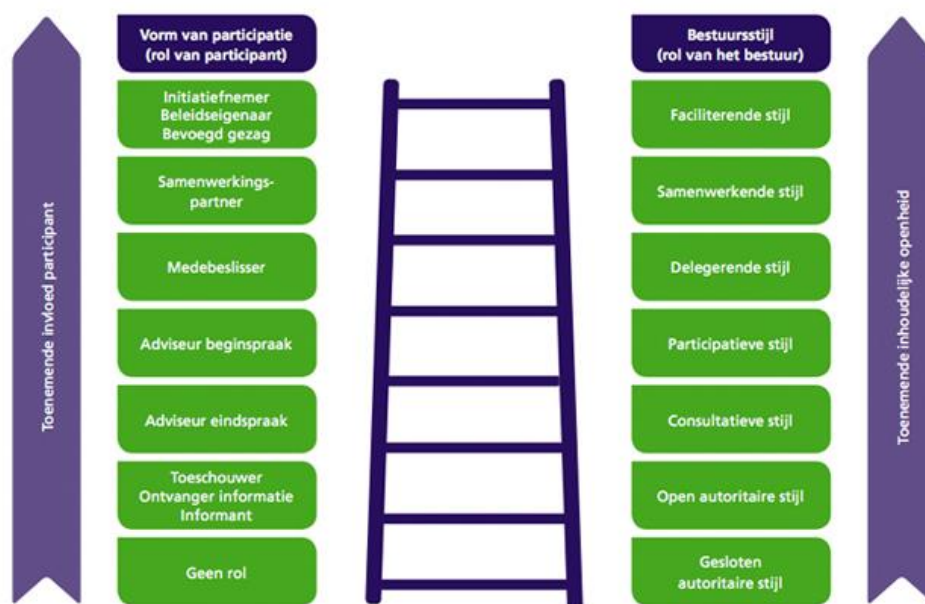 Toenemende invloed participant
Vorm van participatie
(rol van participant)
Initiatiefnemer
Beleidseigenaar
Bevoegd gezag
Samenwerkings-
partner
Medebeslisser
Adviseur beginspraak
Adviseur eindspraak
Toeschouwer
Ontvanger informatie
Informant
Geen rol
Bestuursstijl
(rol van het bestuur)
Faciliterende stijl
Samenwerkende stijl
Delegerende stijl
Participatieve stijl
Consultatieve stijl
Open autoritaire stijl
Gesloten
autoritaire stijl
Toenemende inhoudelijke openheid